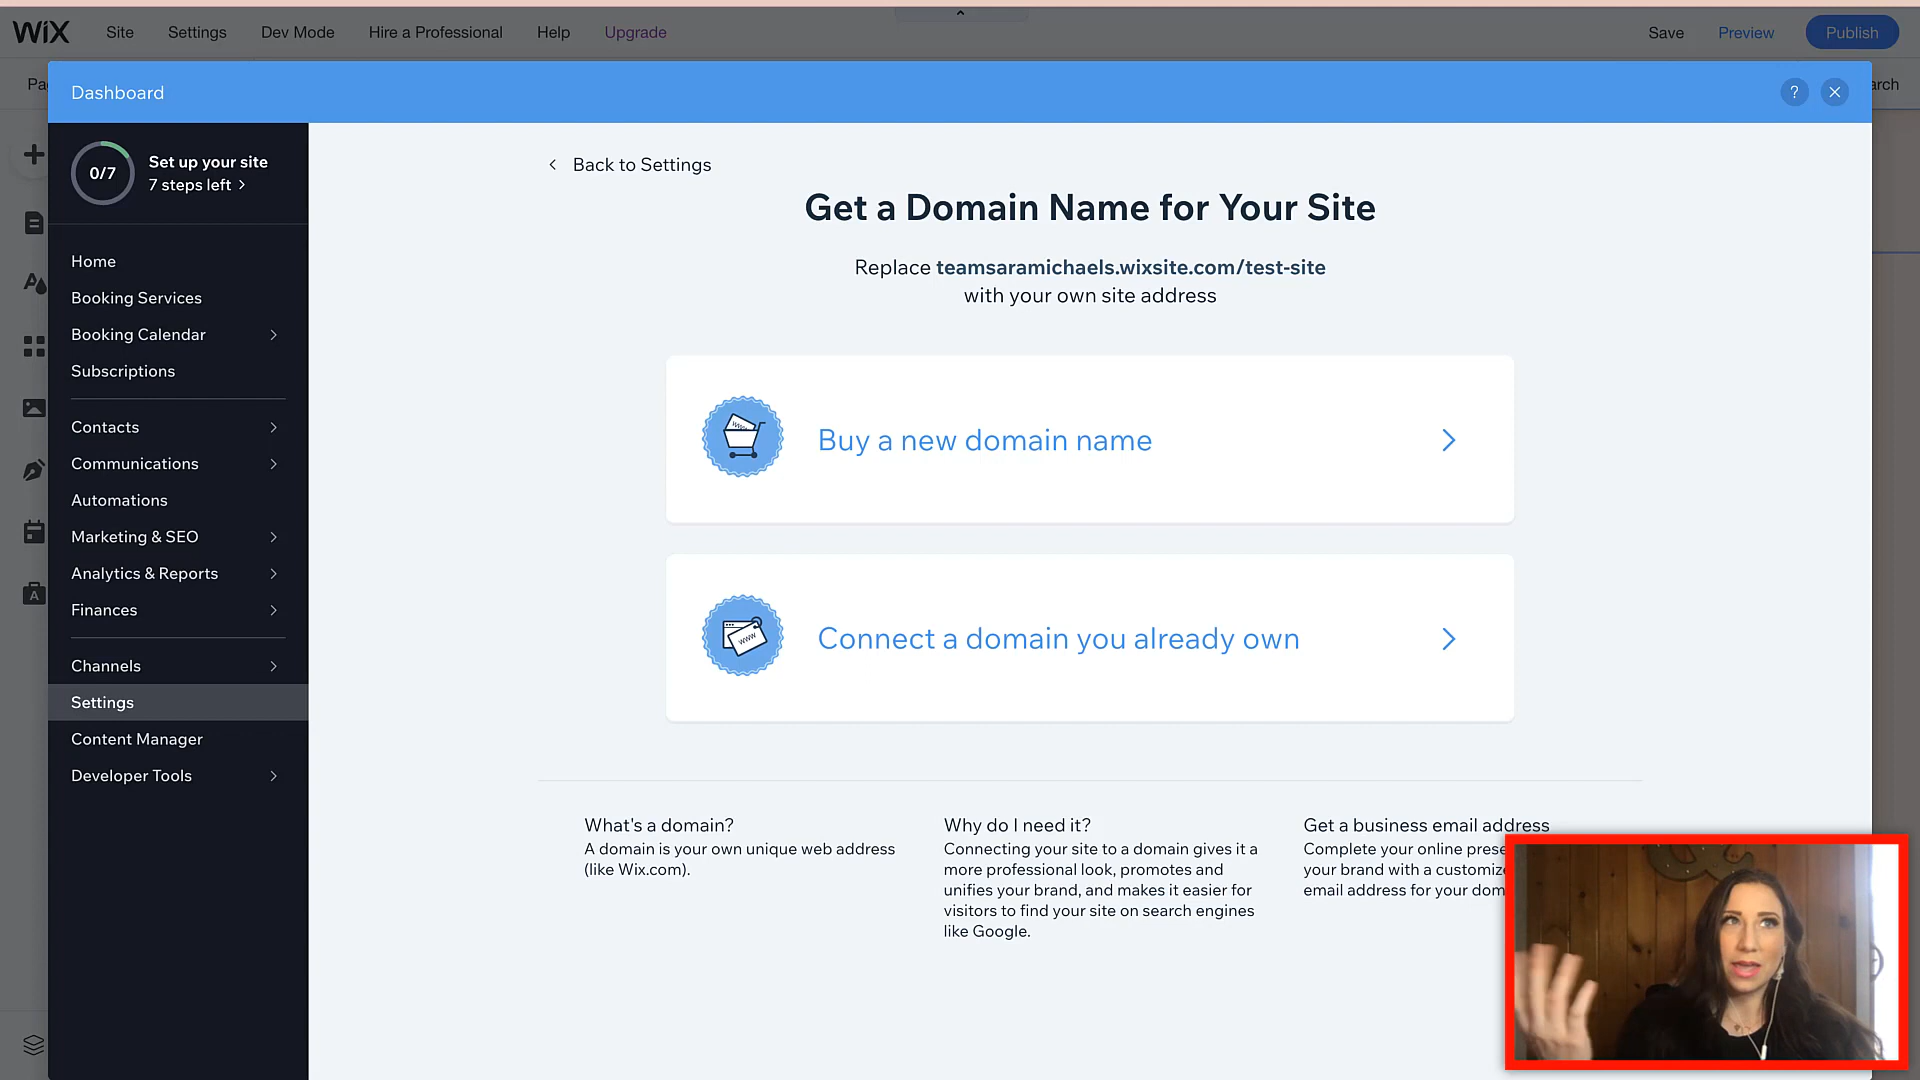 WiX
Site
Settings
Dev Mode
Hire a Professional
Help
Upgrade
Save
Preview
Publish
Pa
arch
Dashboard
?
0/7
Set up your site
7 steps left
Home
Booking Services
Booking Calendar
Subscriptions
Contacts
Communications
Automations
Marketing & SEO
Analytics & Reports
Finances
Channels
Settings
Content Manager
Developer Tools
Back to Settings
Get a Domain Name for Your Site
Replace teamsaramichaels.wixsite.com/test-site
with your own site address
www
Buy a new domain name
www
Connect a domain you already own
What's a domain?
A domain is your own unique web address
(like Wix.com).
Why do I need it?
Connecting your site to a domain gives it a
more professional look, promotes and
unifies your brand, and makes it easier for
visitors to find your site on search engines
like Google.
Get a business email address
Complete your online prese
your brand with a customize
email address for your dom